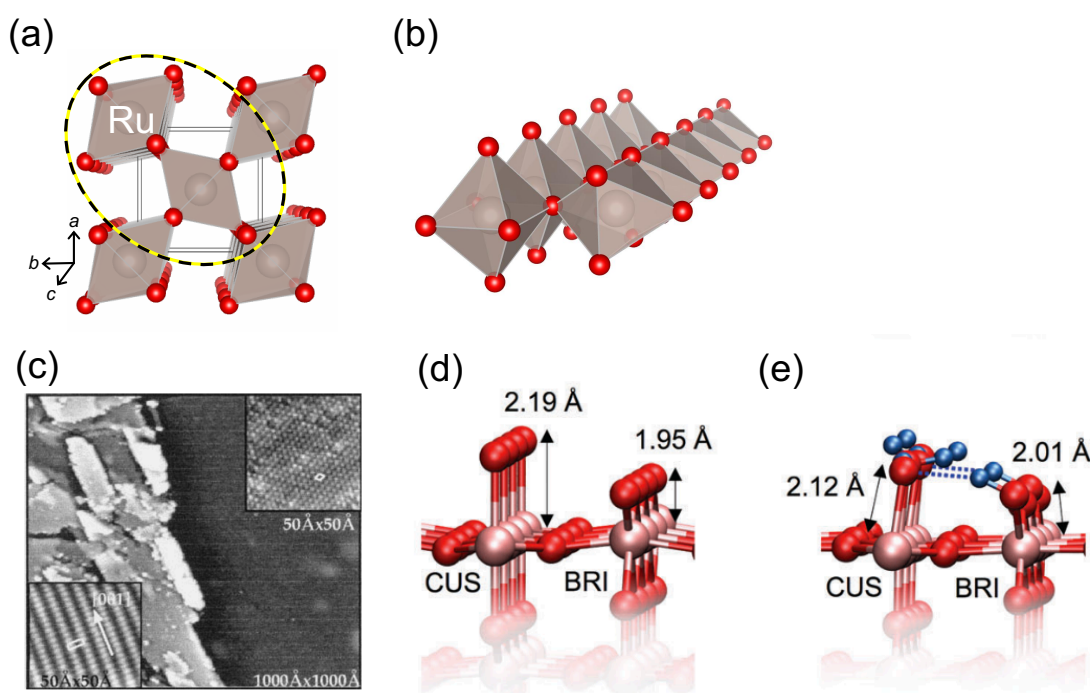 (a)
Ru
a
b
c
(b)
(c)
50Åx50Å
[001]
50Åx50Å
1000Åx1000Å
(d)
2.19 Å
1.95 Å
CUS
BRI
(e)
2.01 Å
2.12 Å
CUS
BRI